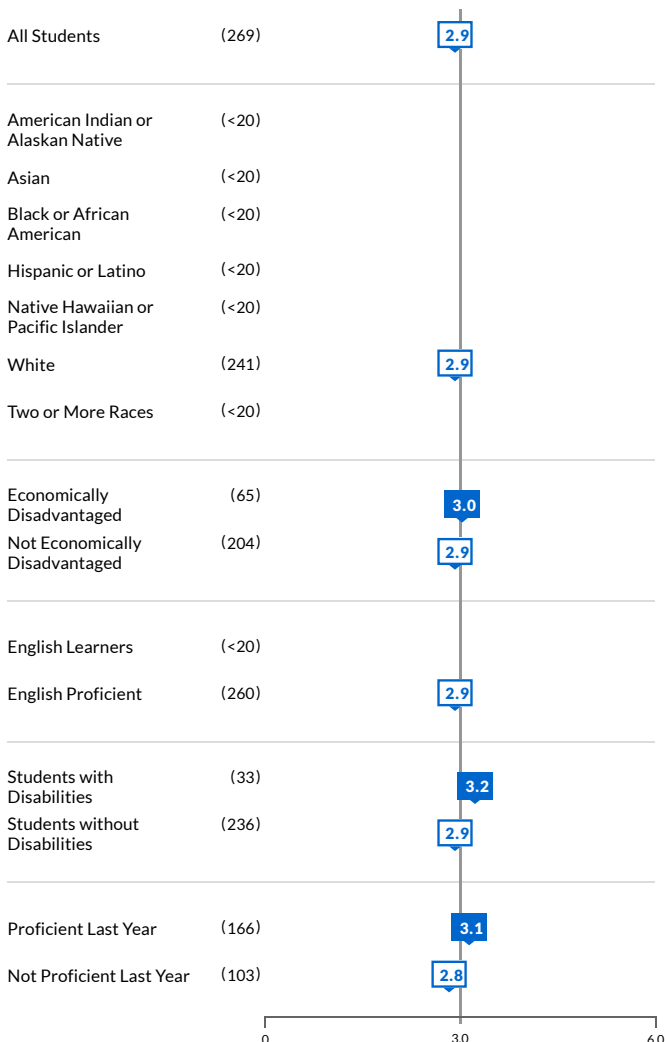 All Students (269) 2.9
American Indian or (<20)
Alaskan Native
Asian (<20)
Black or African (<20)
American
Hispanic or Latino (<20)
Native Hawaiian or (<20)
Pacific Islander
White (241) 2.9
Two or More Races (<20)
Economically (65) 3.0
Disadvantaged
Not Economically (204) 2.9
Disadvantaged
English Learners (<20)
English Proficient (260) 2.9
Students with (33) 3.2
Disabilities
Students without (236) 2.9
Disabilities
Proficient Last Year (166) 3.1
Not Proficient Last Year (103) 2.8
0 3.0 6.0